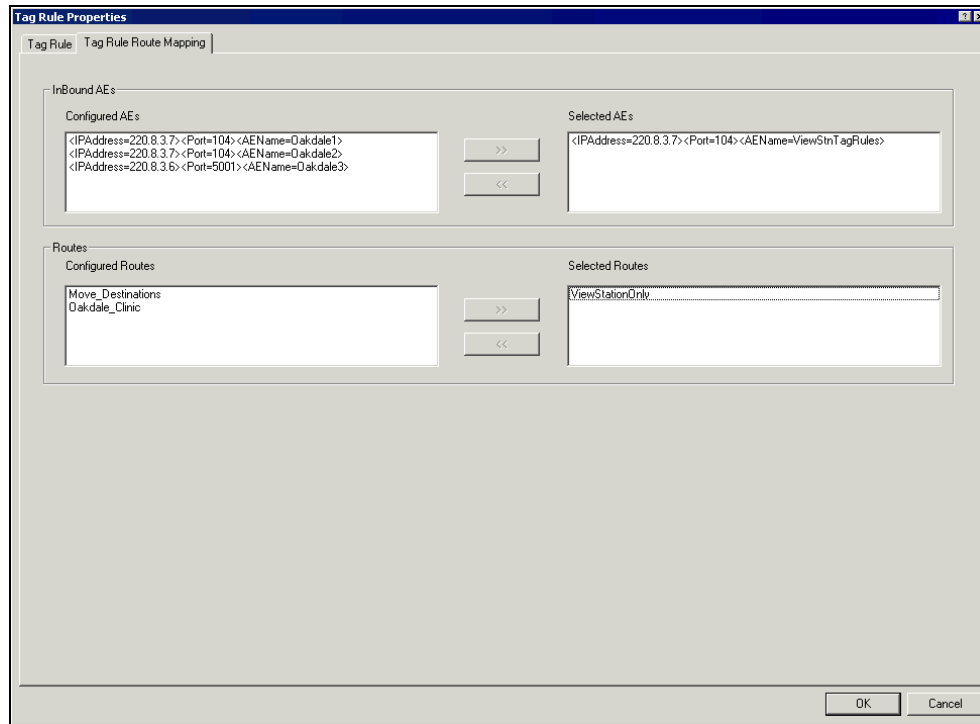 Tag Rule Properties
Tag Rule Tag Rule Route Mapping
InBound AEs
Configured AEs Selected AEs
<IPAddress=220.8.3.7><Port=104><AEName=Oakdale1> >> <IPAddress=220.8.3.7><Port=104><AEName=ViewStnTagRules>
<IPAddress=220.8.3.7><Port=104><AEName=Oakdale2>
<IPAddress=220.8.3.6><Port=5001><AEName=Oakdale3>
<<
Routes
Configured Routes Selected Routes
Move_Destinations ViewStationOnly
Oakdale_Clinic >>
<<
OK Cancel